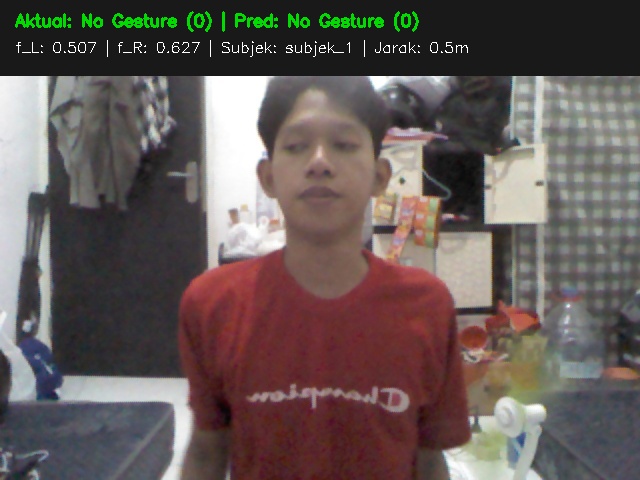 Aktual: No Gesture (0) | Pred: No Gesture (0)
f_L: 0.507 | f_R: 0.627 | Subjek: subjek_1 | Jarak: 0.5m
Champion